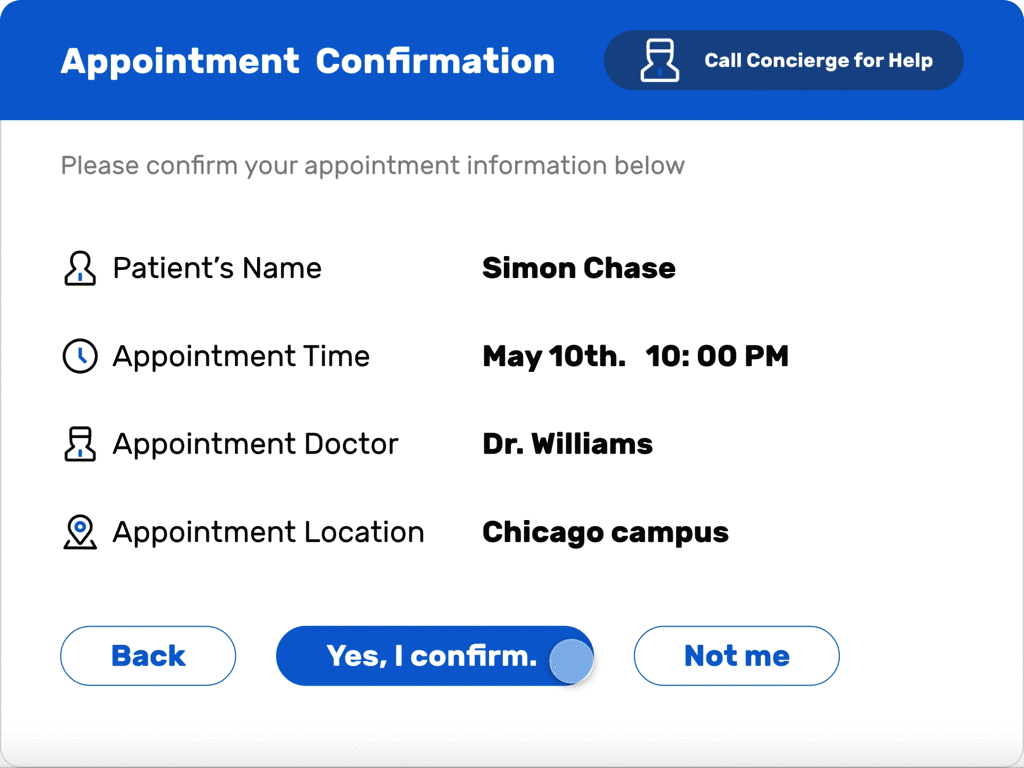 Appointment Confirmation
Call Concierge for Help
Please confirm your appointment information below
Patient’s Name Simon Chase
Appointment Time May 10th. 10: 00 PM
Appointment Doctor Dr. Williams
Appointment Location Chicago campus
Back Yes, I confirm. Not me